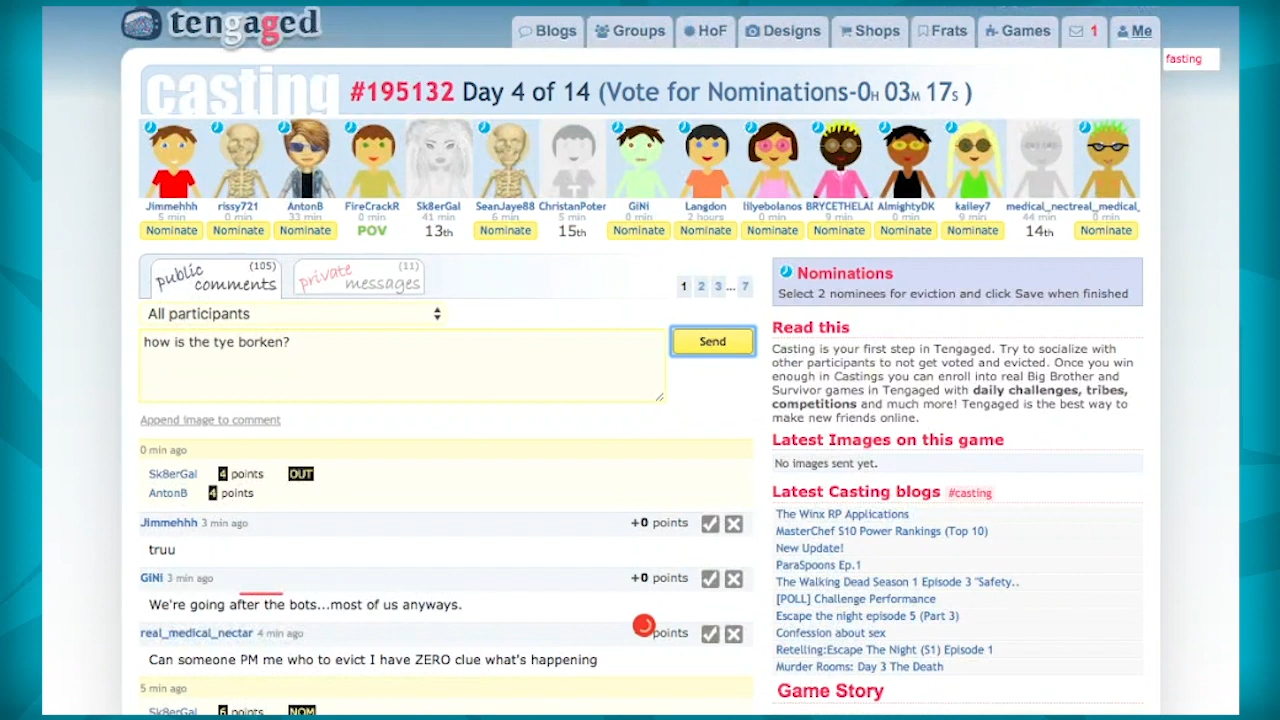 tengaged
Blogs Groups HoF Designs Shops Frats Games 1 Me
fasting
casting #195132 Day 4 of 14 (Vote for Nominations-0H 03M 17S )
Jimmehhh rissy721 AntonB FireCrackR Sk8erGal SeanJaye88 ChristanPoter GiNi Langdon lilyebolanos BRYCETHELAI AlmightyDK kailey7 medical_nectreal_medical_
5 min 0 min 33 min 0 min 41 min 6 min 5 min 0 min 2 hours 0 min 9 min 0 min 9 min 44 min 0 min
Nominate Nominate Nominate POV 13th Nominate 15th Nominate Nominate Nominate Nominate Nominate Nominate 14th Nominate
public comments (105) private messages (11)
1 2 3 ... 7
All participants
how is the tye borken?
Send
Append image to comment
0 min ago
Sk8erGal 4 points OUT
AntonB 4 points
Jimmehhh 3 min ago +0 points
truu
GiNi 3 min ago +0 points
We're going after the bots...most of us anyways.
real_medical_nectar 4 min ago points
Can someone PM me who to evict I have ZERO clue what's happening
5 min ago
Sk8erGal 6 points NOM
Nominations
Select 2 nominees for eviction and click Save when finished
Read this
Casting is your first step in Tengaged. Try to socialize with
other participants to not get voted and evicted. Once you win
enough in Castings you can enroll into real Big Brother and
Survivor games in Tengaged with daily challenges, tribes,
competitions and much more! Tengaged is the best way to
make new friends online.
Latest Images on this game
No images sent yet.
Latest Casting blogs #casting
The Winx RP Applications
MasterChef S10 Power Rankings (Top 10)
New Update!
ParaSpoons Ep.1
The Walking Dead Season 1 Episode 3 "Safety..
[POLL] Challenge Performance
Escape the night episode 5 (Part 3)
Confession about sex
Retelling:Escape The Night (S1) Episode 1
Murder Rooms: Day 3 The Death
Game Story